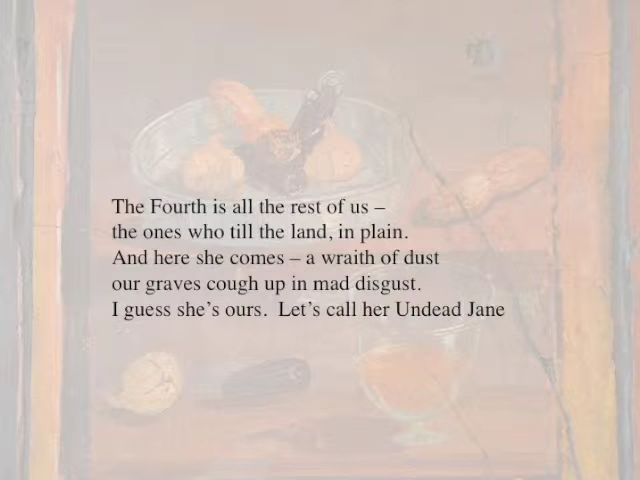 The Fourth is all the rest of us –
the ones who till the land, in plain.
And here she comes – a wraith of dust
our graves cough up in mad disgust.
I guess she’s ours.  Let’s call her Undead Jane